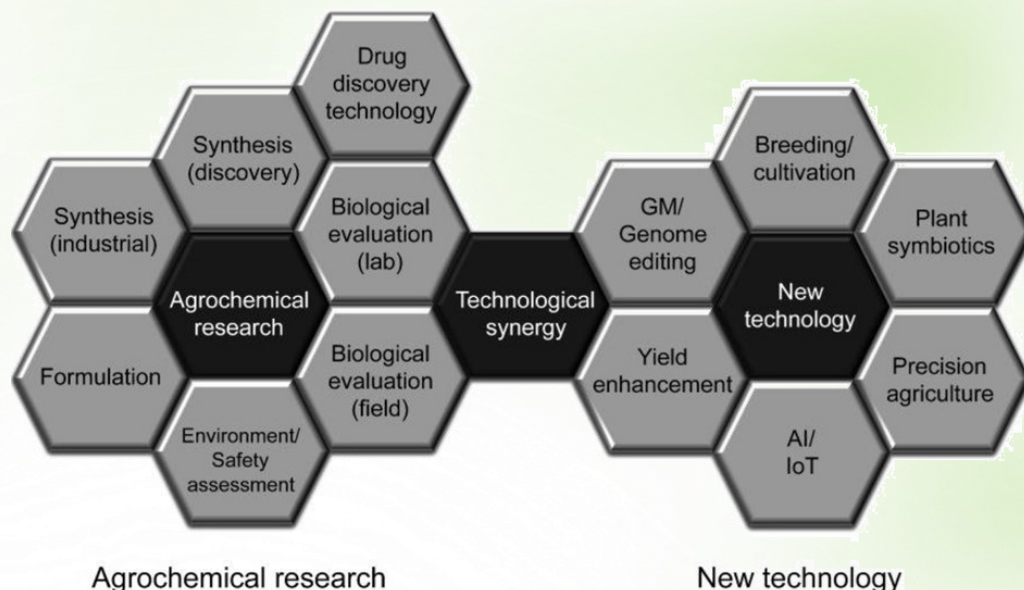 Drug
discovery
technology
Synthesis
(discovery)
Synthesis
(industrial)
Biological
evaluation
(lab)
Agrochemical
research
Formulation
Biological
evaluation
(field)
Environment/
Safety
assessment
Technological
synergy
Breeding/
cultivation
GM/
Genome
editing
Plant
symbiotics
New
technology
Yield
enhancement
Precision
agriculture
AI/
IoT
Agrochemical research
New technology